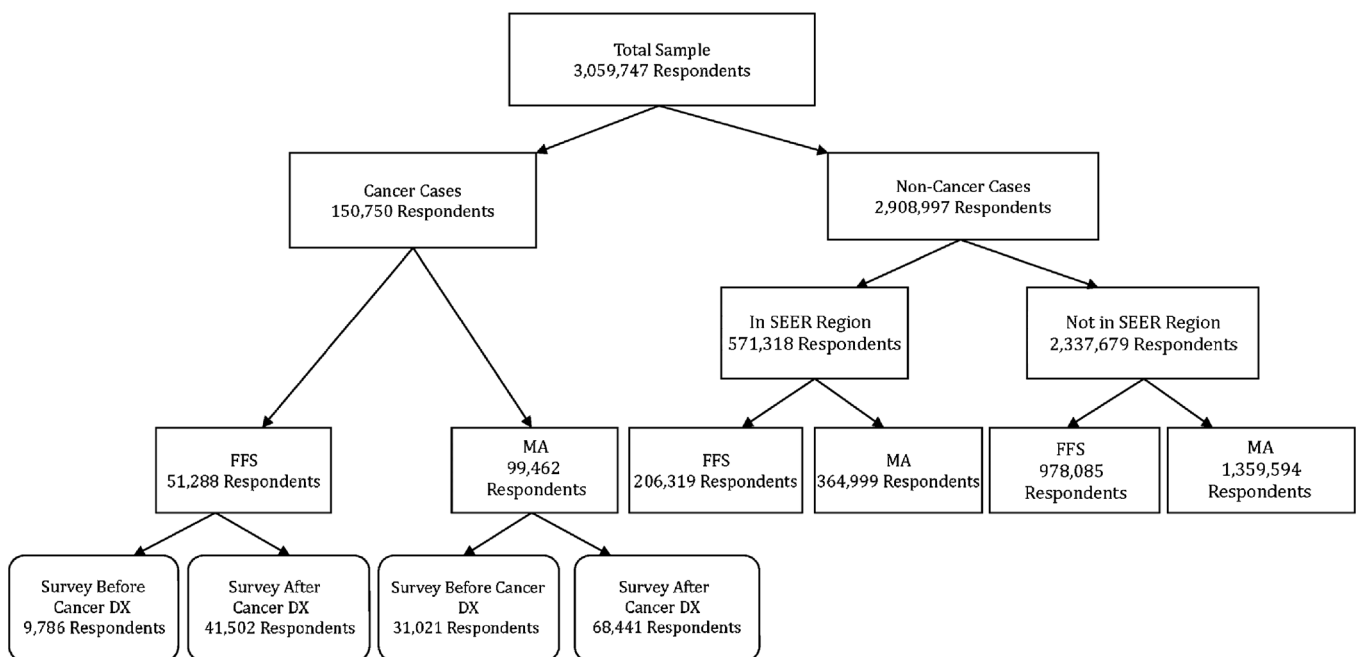 Total Sample
3,059,747 Respondents
Cancer Cases
150,750 Respondents
Non-Cancer Cases
2,908,997 Respondents
In SEER Region
571,318 Respondents
Not in SEER Region
2,337,679 Respondents
FFS
51,288 Respondents
MA
99,462
Respondents
FFS
206,319 Respondents
MA
364,999 Respondents
FFS
978,085
Respondents
MA
1,359,594
Respondents
Survey Before
Cancer DX
9,786 Respondents
Survey After
Cancer DX
41,502 Respondents
Survey Before Cancer
DX
31,021 Respondents
Survey After
Cancer DX
68,441 Respondents